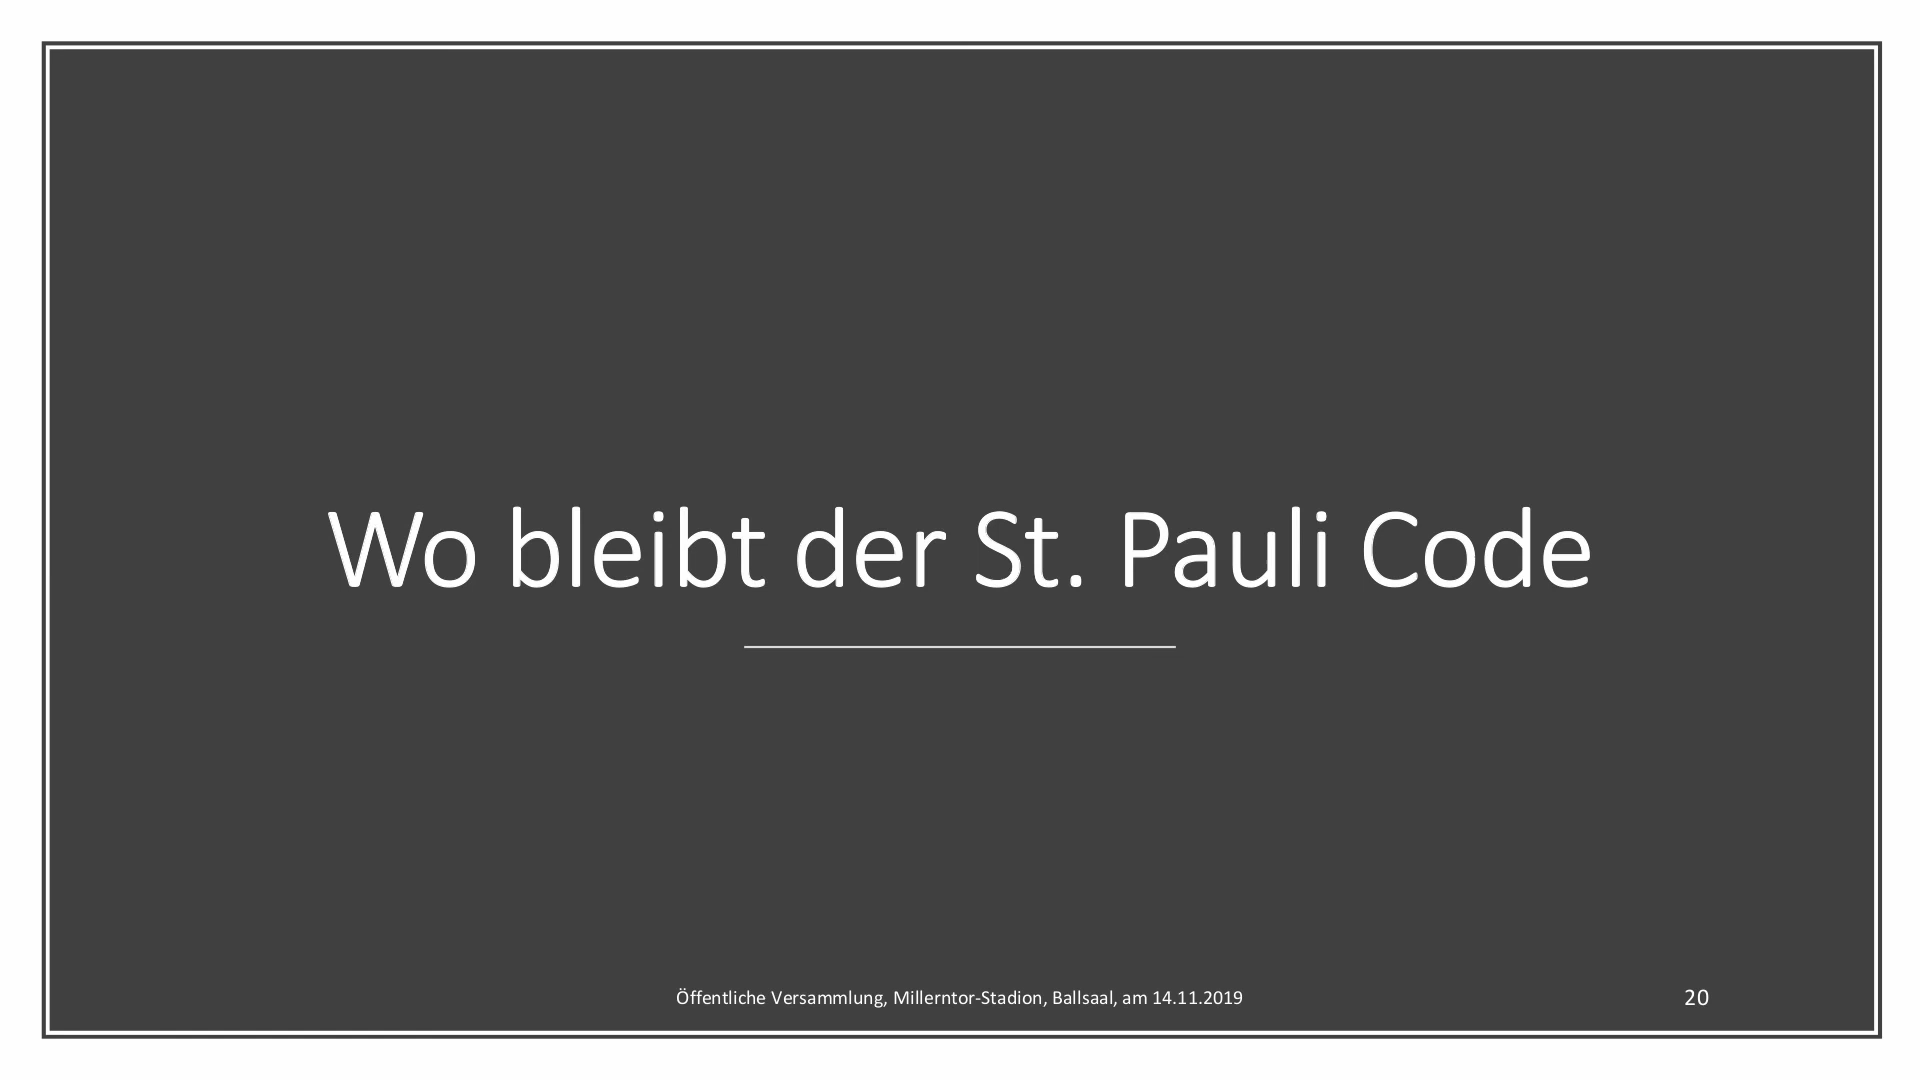 Wo bleibt der St. Pauli Code
Öffentliche Versammlung, Millerntor-Stadion, Ballsaal, am 14.11.2019
20